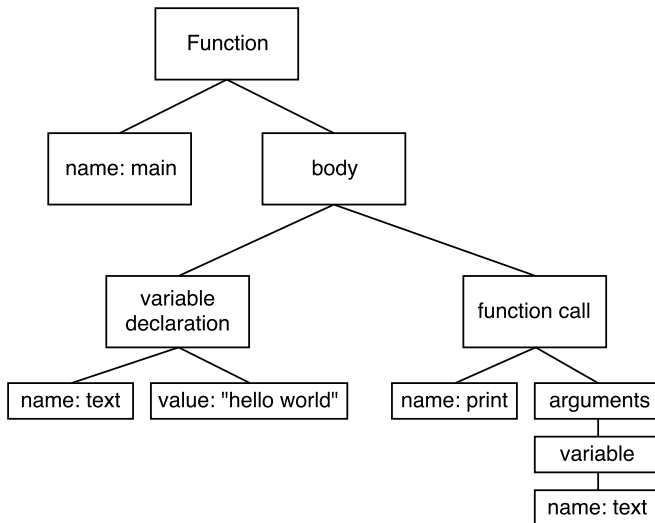 Function
name: main
body
variable
declaration
function call
name: text
value: "hello world"
name: print
arguments
variable
name: text